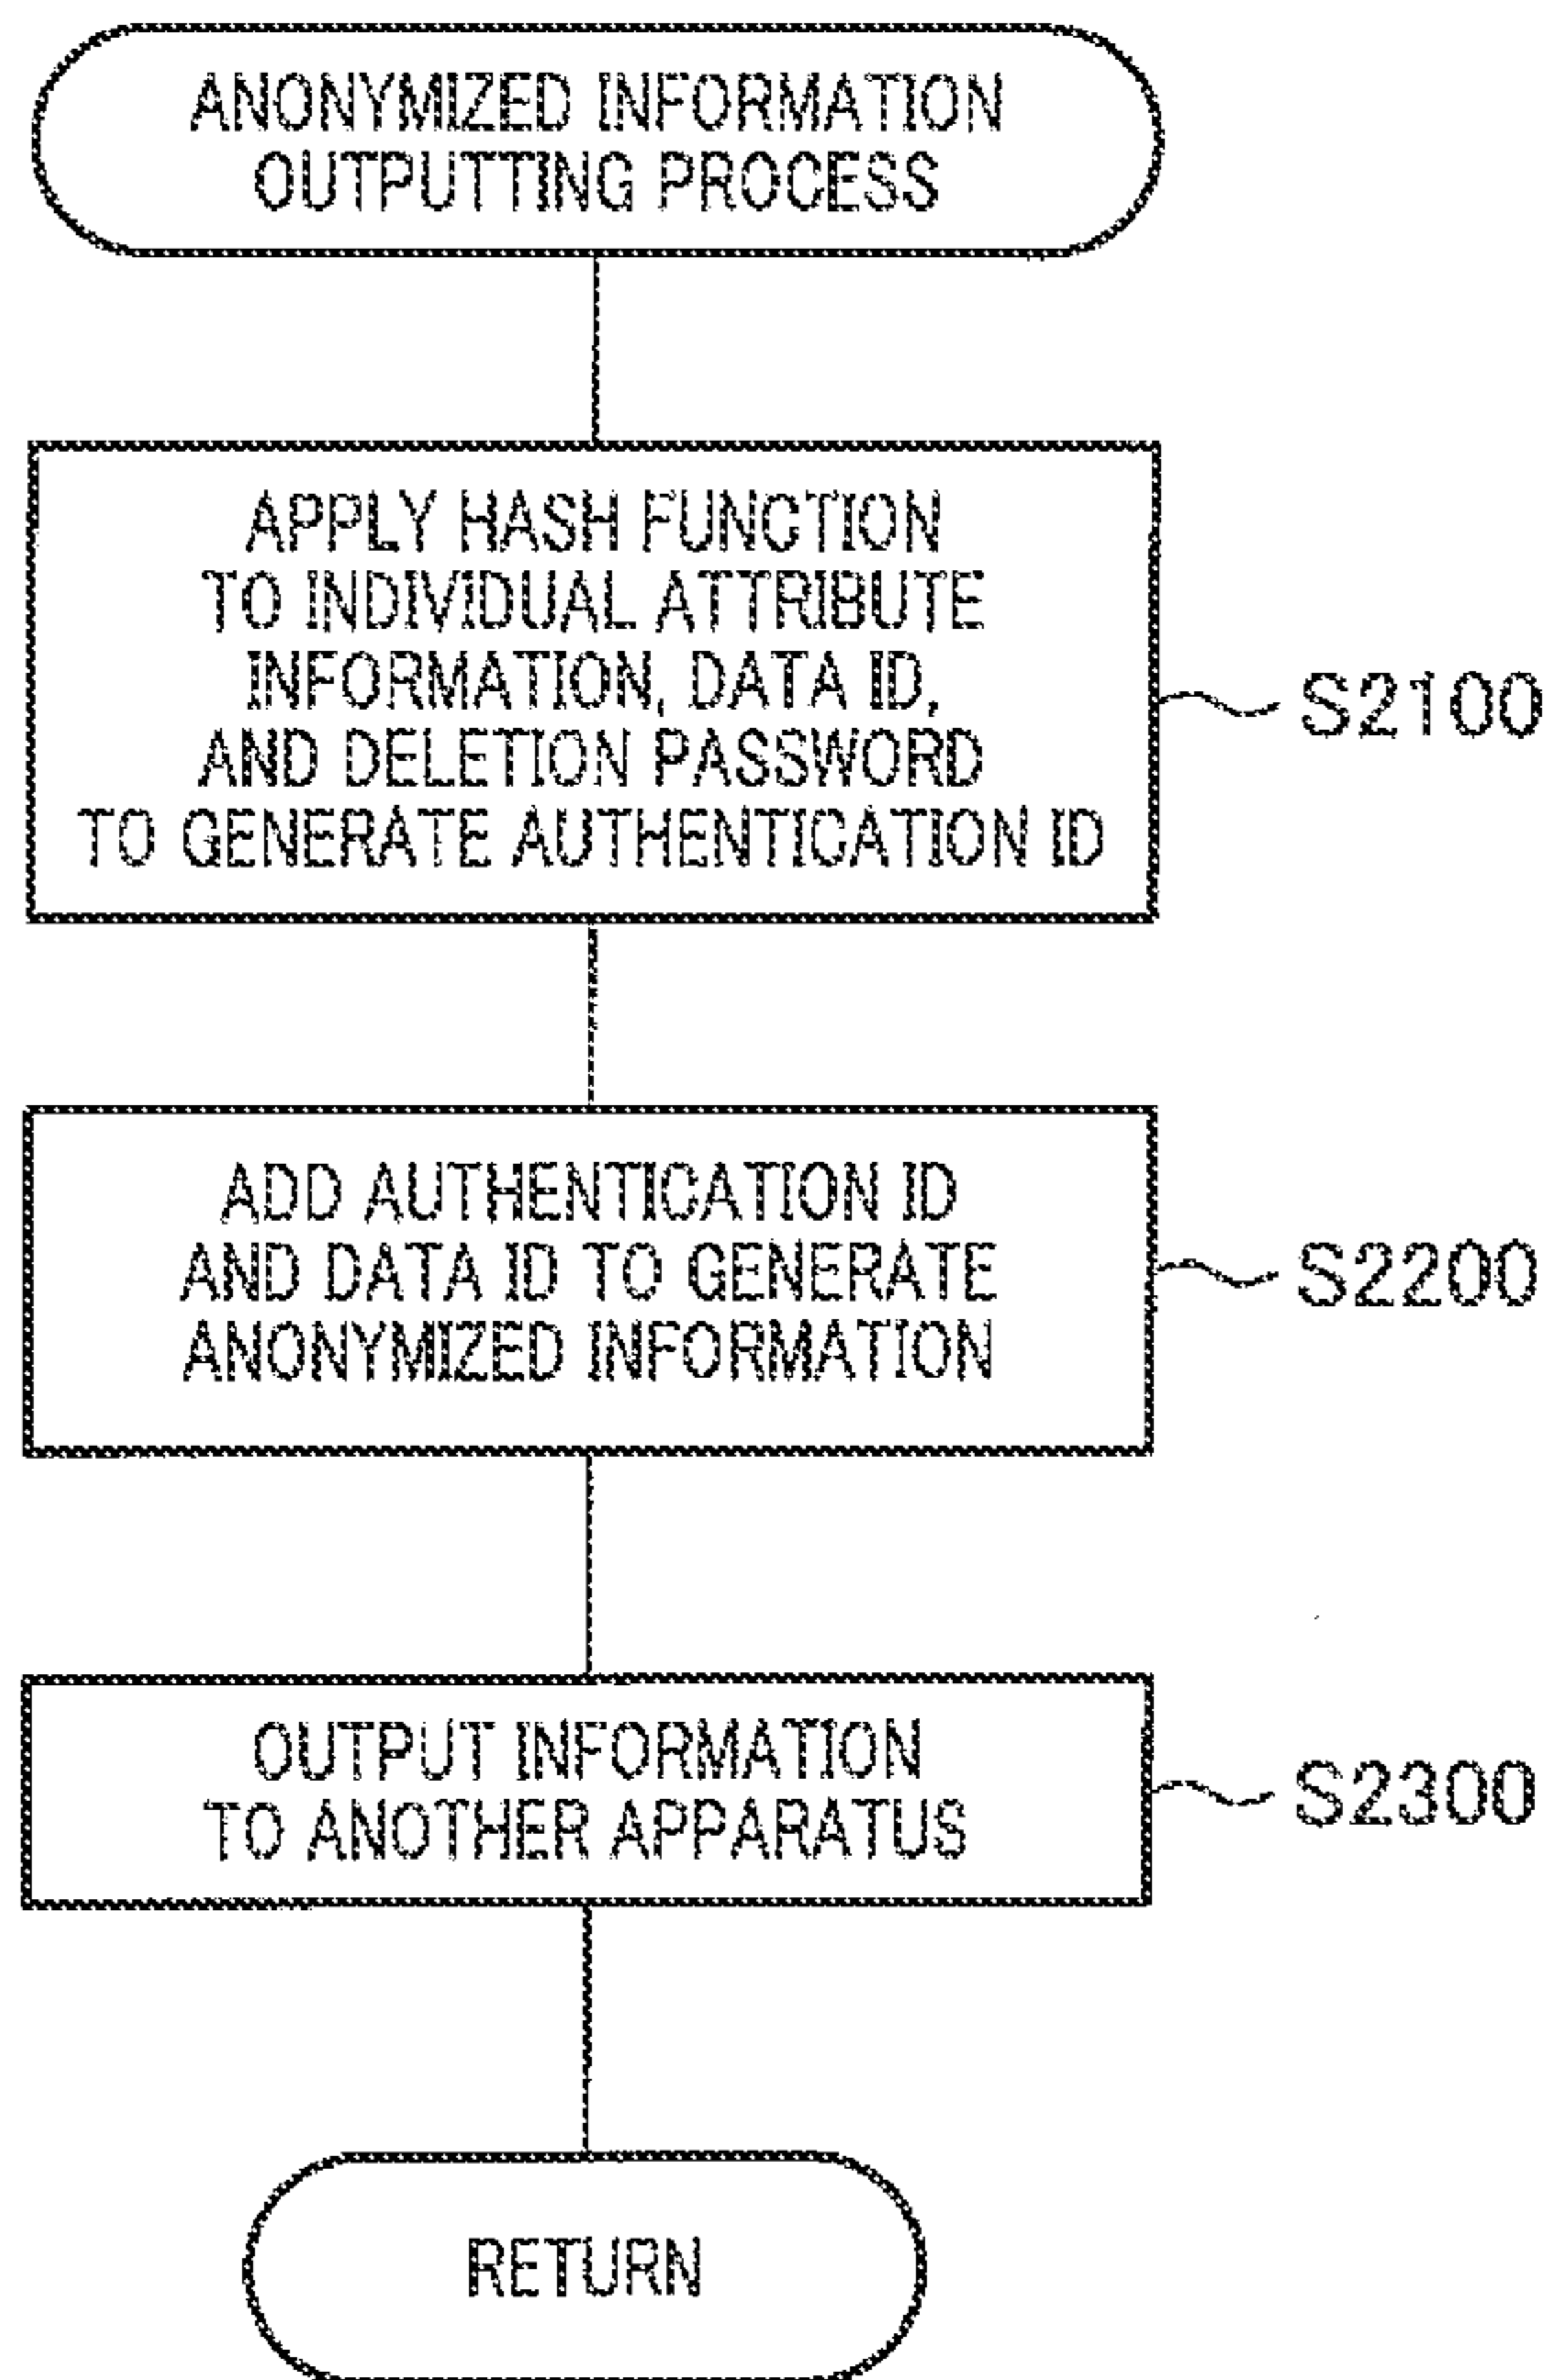 ANONYMIZED INFORMATION
OUTPUTTING PROCESS
APPLY HASH FUNCTION
TO INDIVIDUAL ATTRIBUTE
INFORMATION, DATA ID,
AND DELETION PASSWORD
TO GENERATE AUTHENTICATION ID
S2100
ADD AUTHENTICATION ID
AND DATA ID TO GENERATE
ANONYMIZED INFORMATION
S2200
OUTPUT INFORMATION
TO ANOTHER APPARATUS
S2300
RETURN